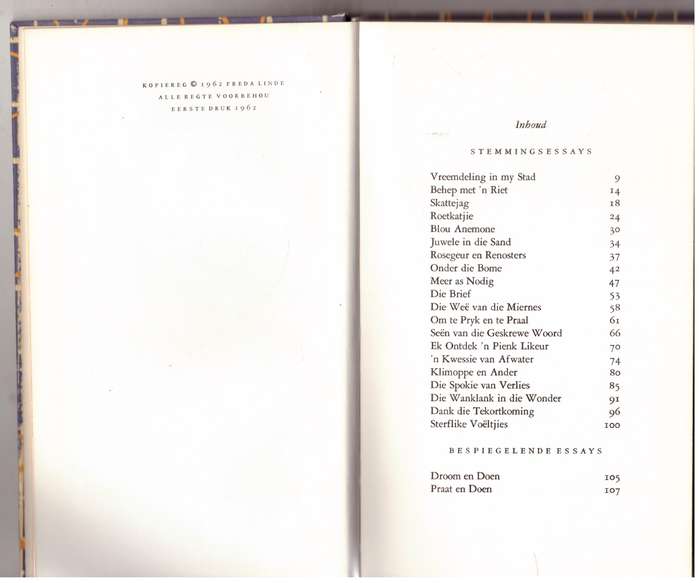 KOPIEREG © 1962 FREDA LINDE
ALLE REGTE VOORBEHOU
EERSTE DRUK 1962
Inhoud
STEMMINGSESSAYS
Vreemdeling in my Stad 9
Behep met 'n Riet 14
Skattejag 18
Roetkatjie 24
Blou Anemone 30
Juwele in die Sand 34
Rosegeur en Renosters 37
Onder die Bome 42
Meer as Nodig 47
Die Brief 53
Die Weë van die Miernes 58
Om te Pryk en te Praal 61
Seën van die Geskrewe Woord 66
Ek Ontdek 'n Pienk Likeur 70
'n Kwessie van Afwater 74
Klimoppe en Ander 80
Die Spokie van Verlies 85
Die Wanklank in die Wonder 91
Dank die Tekortkoming 96
Sterflike Voëltjies 100
BESPIEGELENDE ESSAYS
Droom en Doen 105
Praat en Doen 107